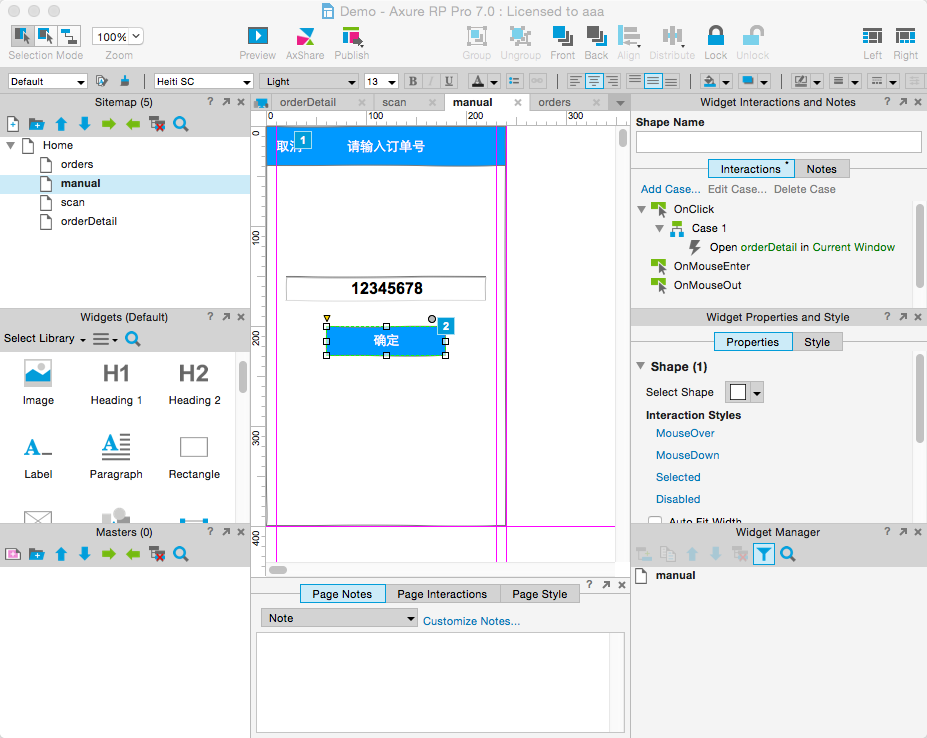 Demo - Axure RP Pro 7.0 : Licensed to aaa
100%
Selection Mode
Zoom
Preview
AxShare
Publish
Group
Ungroup
Front
Back
Align
Distribute
Lock
Unlock
Left
Right
Default
Heiti SC
Light
13
B
I
U
Sitemap (5)
Home
orders
manual
scan
orderDetail
Widgets (Default)
Select Library
Image
H1
Heading 1
H2
Heading 2
Label
Paragraph
Rectangle
Masters (0)
orderDetail
scan
manual
orders
0
100
200
300
0
100
200
300
400
取消
1
请输入订单号
12345678
2
确定
Page Notes
Page Interactions
Page Style
Note
Customize Notes...
Widget Interactions and Notes
Shape Name
Interactions *
Notes
Add Case...
Edit Case...
Delete Case
OnClick
Case 1
Open orderDetail in Current Window
OnMouseEnter
OnMouseOut
Widget Properties and Style
Properties
Style
Shape (1)
Select Shape
Interaction Styles
MouseOver
MouseDown
Selected
Disabled
Auto Fit Width
Widget Manager
manual